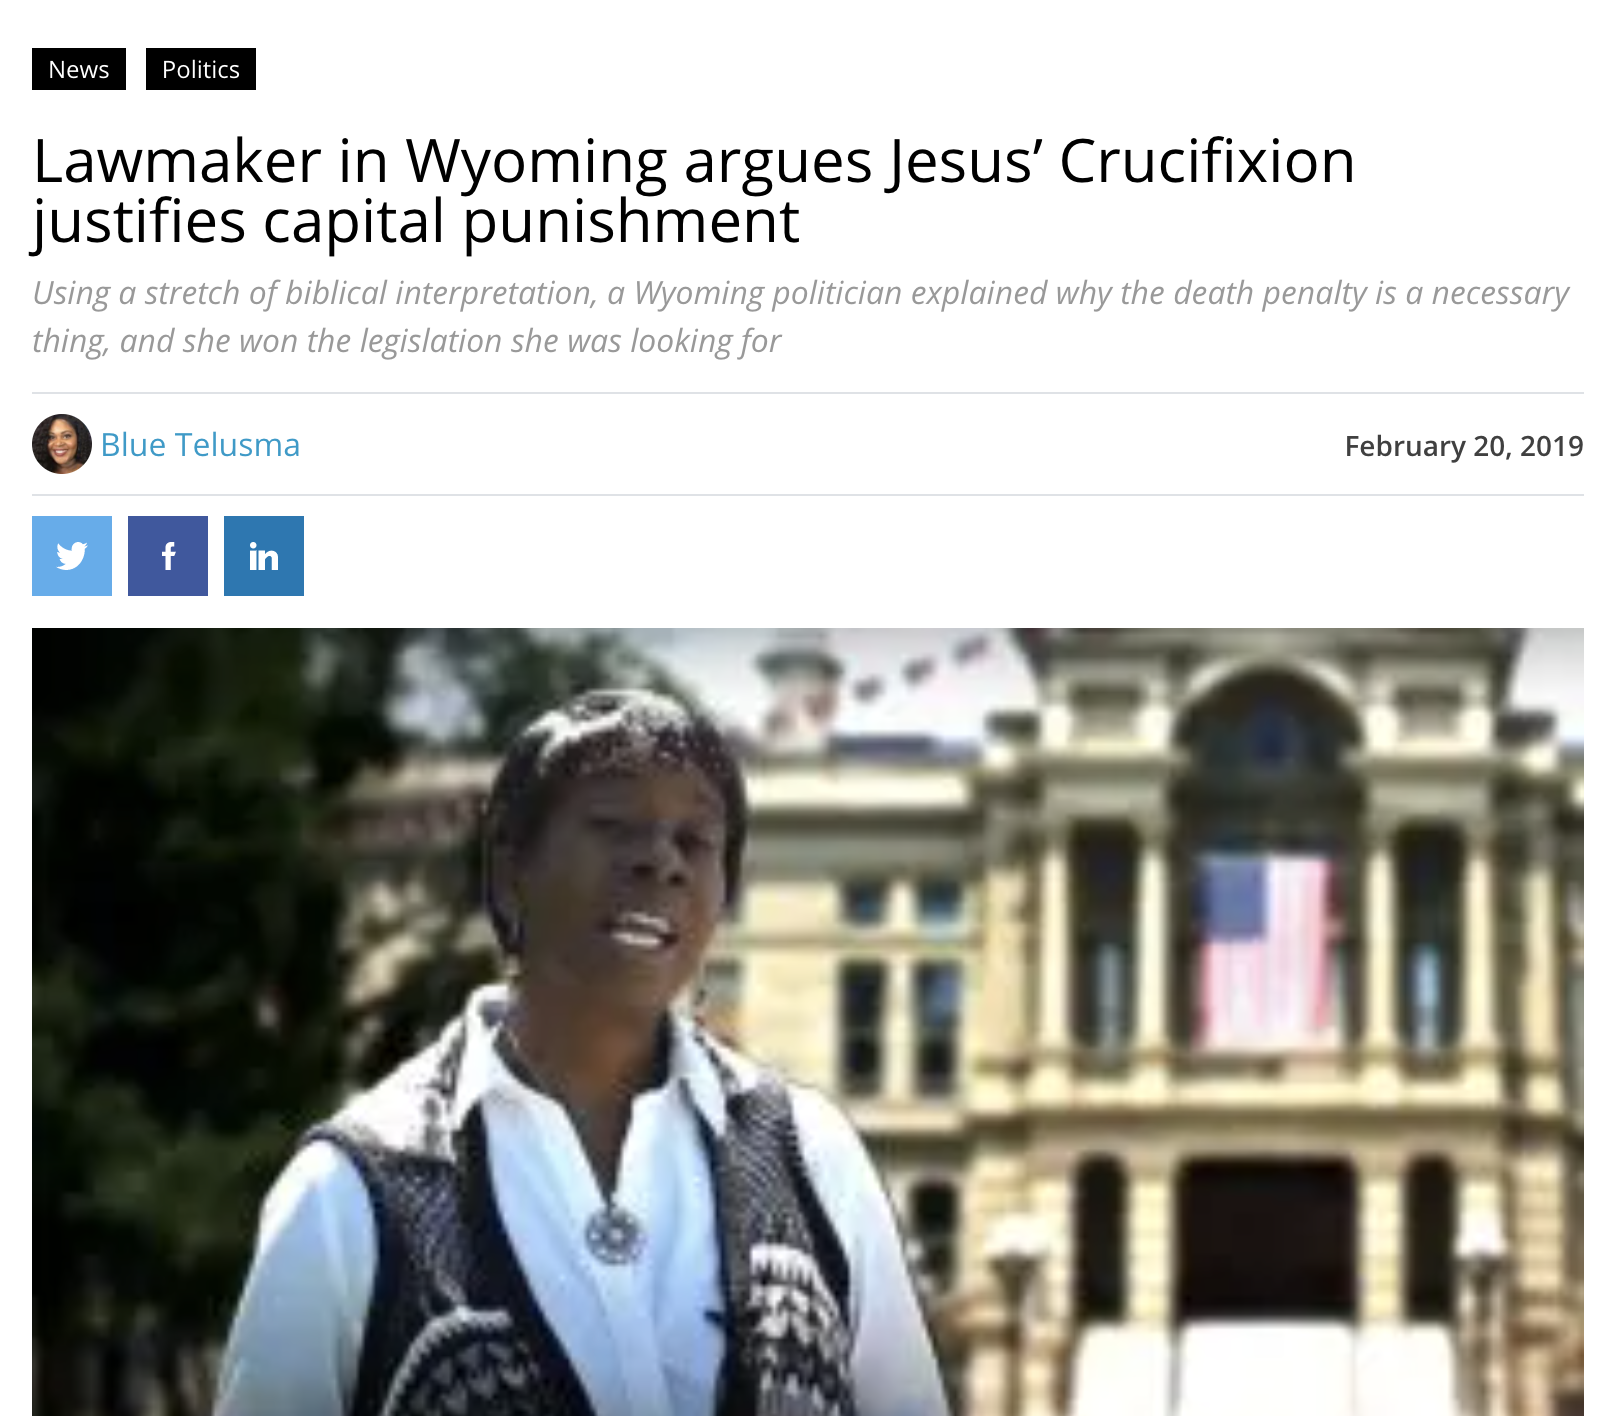 News
Politics
Lawmaker in Wyoming argues Jesus’ Crucifixion
justifies capital punishment
Using a stretch of biblical interpretation, a Wyoming politician explained why the death penalty is a necessary
thing, and she won the legislation she was looking for
Blue Telusma
February 20, 2019
f
in